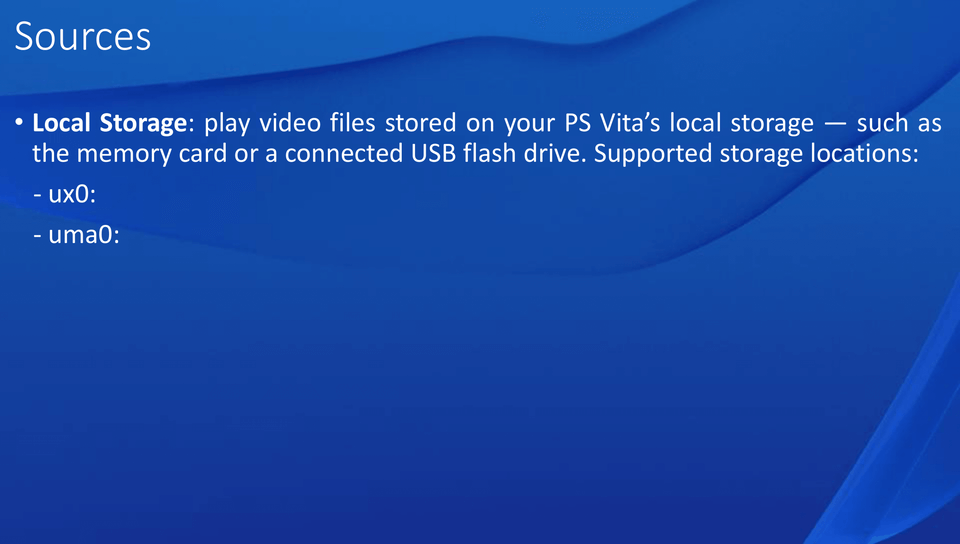 Sources
• Local Storage: play video files stored on your PS Vita’s local storage — such as
the memory card or a connected USB flash drive. Supported storage locations:
- ux0:
- uma0: